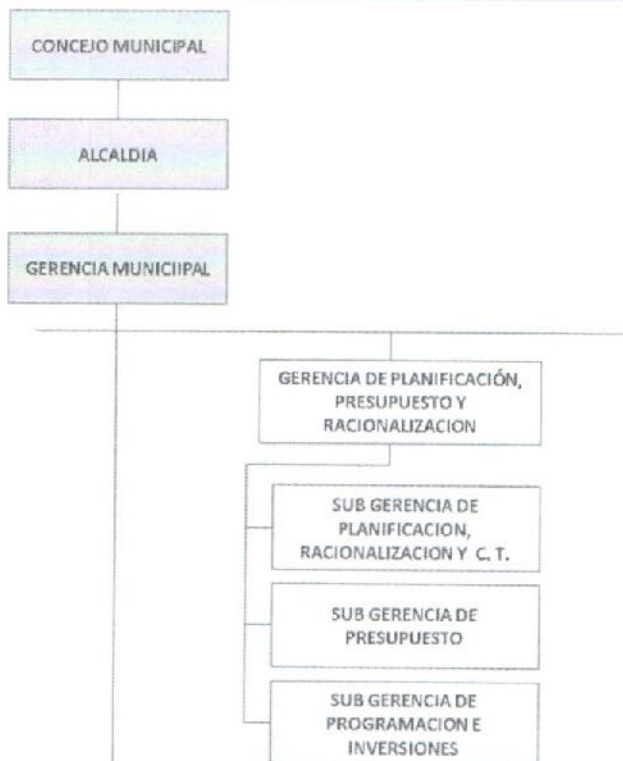 CONCEJO MUNICIPAL
ALCALDIA
GERENCIA MUNICIIPAL
GERENCIA DE PLANIFICACIÓN,
PRESUPUESTO Y
RACIONALIZACION
SUB GERENCIA DE
PLANIFICACION,
RACIONALIZACION Y C. T.
SUB GERENCIA DE
PRESUPUESTO
SUB GERENCIA DE
PROGRAMACION E
INVERSIONES